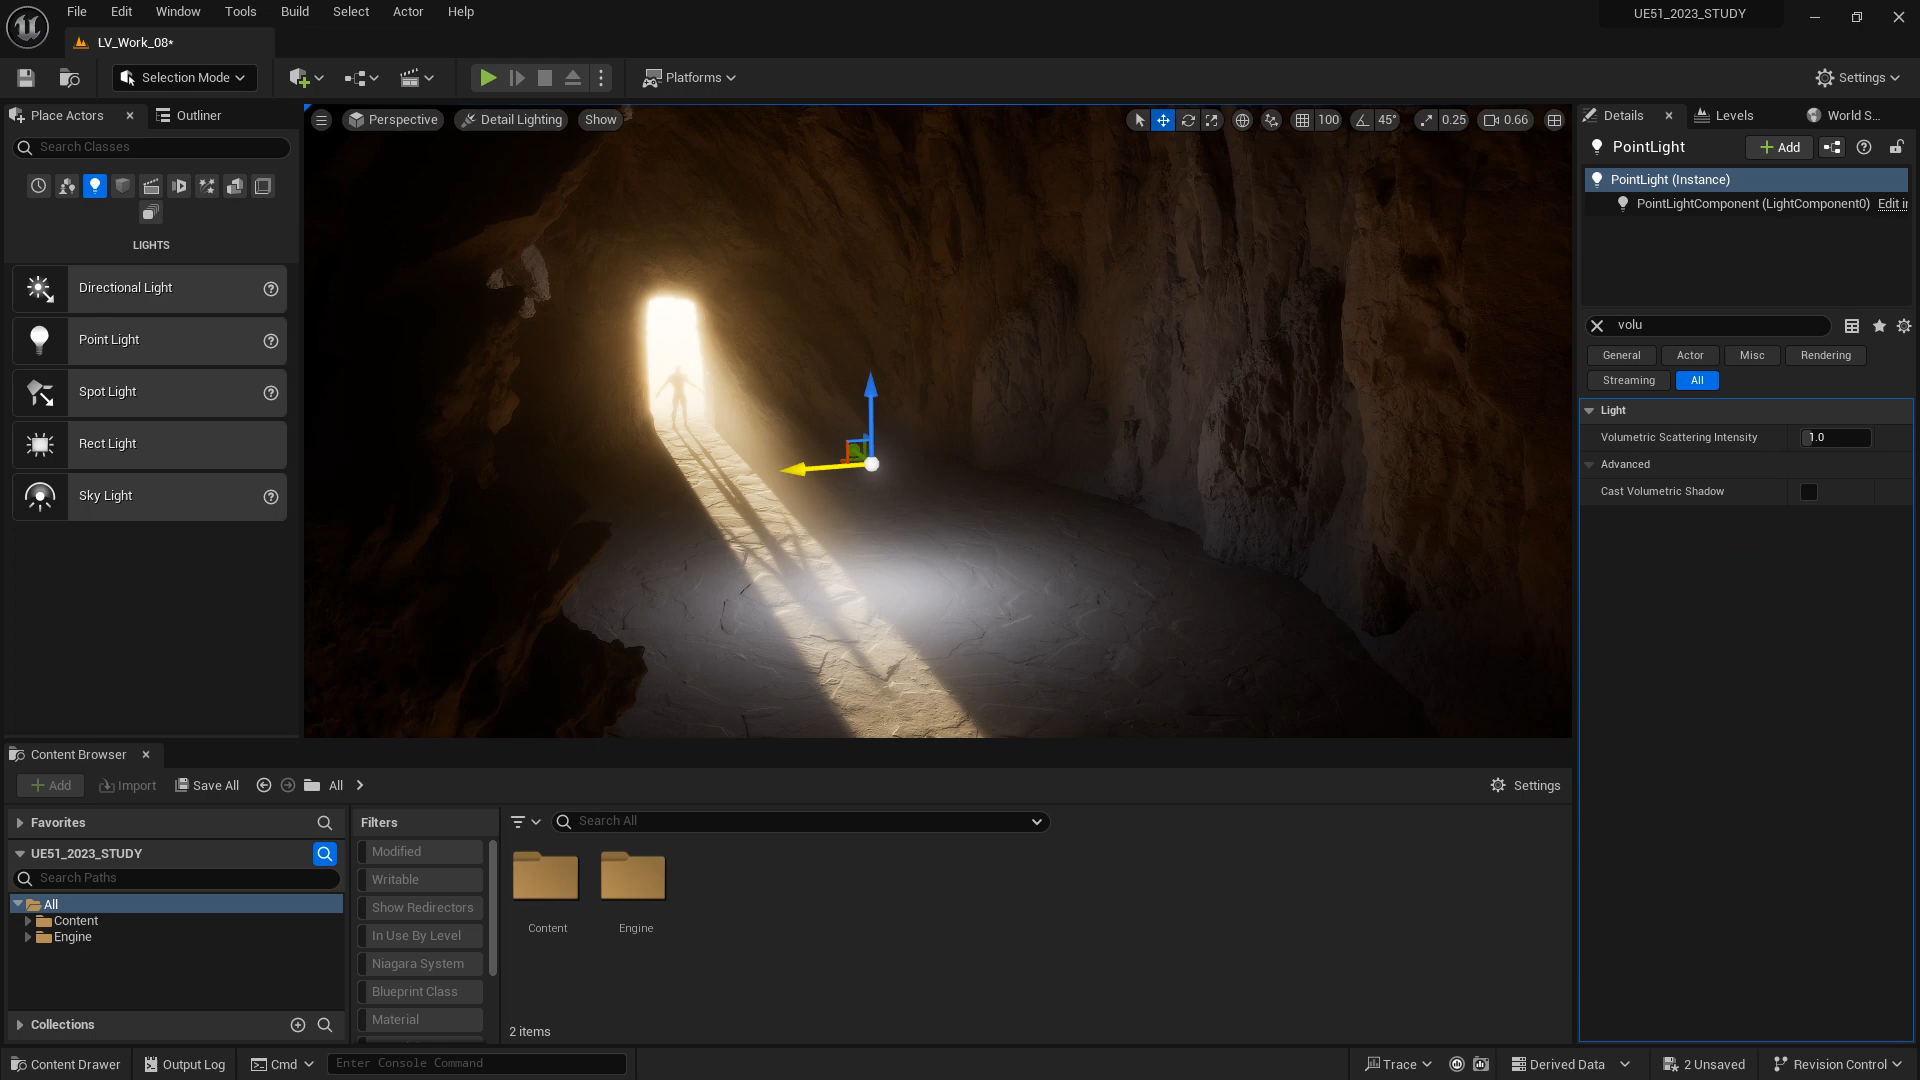 File Edit Window Tools Build Select Actor Help
UE51_2023_STUDY
LV_Work_08*
Selection Mode
Platforms
Settings
Place Actors
Outliner
Search Classes
LIGHTS
Directional Light
Point Light
Spot Light
Rect Light
Sky Light
Perspective
Detail Lighting
Show
100
45°
0.25
0.66
Details
Levels
World S...
PointLight
Add
PointLight (Instance)
PointLightComponent (LightComponent0)
Edit i
volu
General
Actor
Misc
Rendering
Streaming
All
Light
Volumetric Scattering Intensity
1.0
Advanced
Cast Volumetric Shadow
Content Browser
Add
Import
Save All
All
Settings
Favorites
UE51_2023_STUDY
Search Paths
All
Content
Engine
Collections
Filters
Modified
Writable
Show Redirectors
In Use By Level
Niagara System
Blueprint Class
Material
Search All
Content
Engine
2 items
Content Drawer
Output Log
Cmd
Enter Console Command
Trace
Derived Data
2 Unsaved
Revision Control